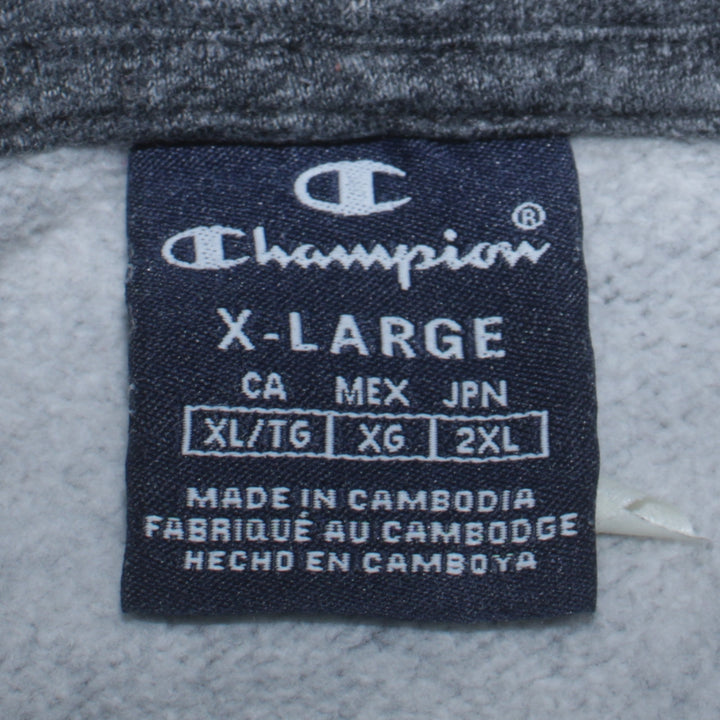 Champion®
X-LARGE
CA MEX JPN
XL/TG XG 2XL
MADE IN CAMBODIA
FABRIQUÉ AU CAMBODGE
HECHO EN CAMBOYA